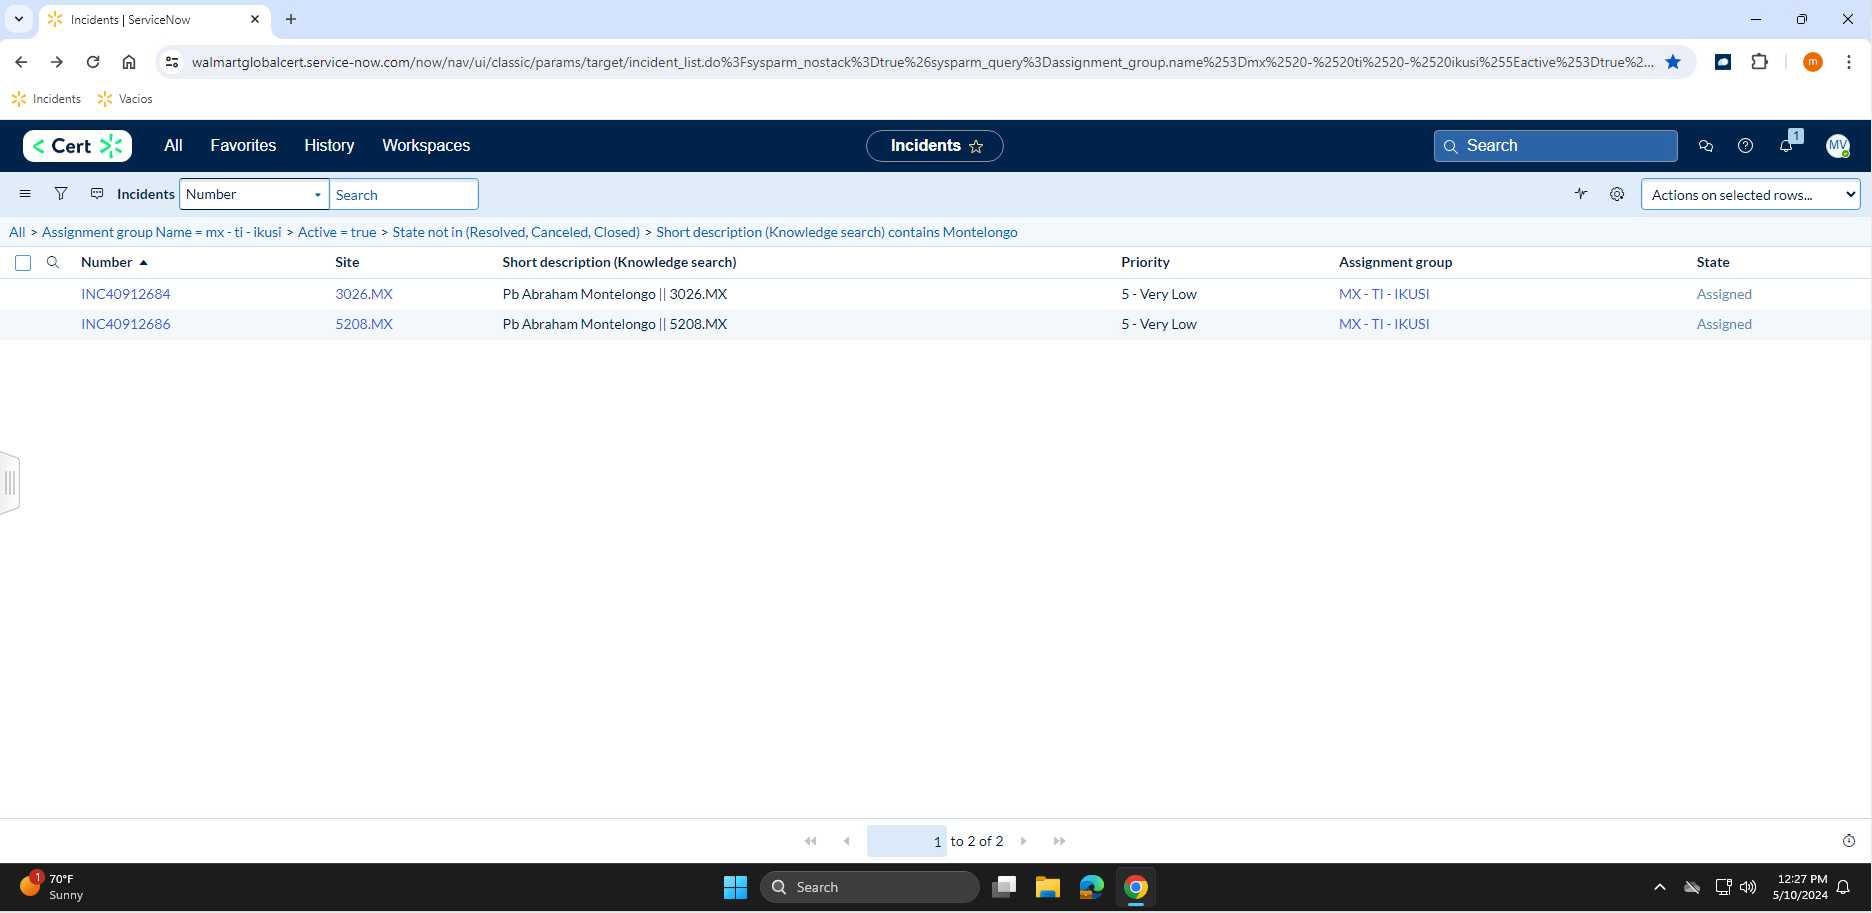 Incidents | ServiceNow
walmartglobalcert.service-now.com/now/nav/ui/classic/params/target/incident_list.do%3Fsysparm_nostack%3Dtrue%26sysparm_query%3Dassignment_group.name%253Dmx%2520-%2520ti%2520-%2520ikusi%255Eactive%253Dtrue%2...
m
Incidents Vacios
< Cert All Favorites History Workspaces Incidents Search 1 MV
Incidents Number Search Actions on selected rows...
All > Assignment group Name = mx - ti - ikusi > Active = true > State not in (Resolved, Canceled, Closed) > Short description (Knowledge search) contains Montelongo
Number Site Short description (Knowledge search) Priority Assignment group State
INC40912684 3026.MX Pb Abraham Montelongo || 3026.MX 5 - Very Low MX - TI - IKUSI Assigned
INC40912686 5208.MX Pb Abraham Montelongo || 5208.MX 5 - Very Low MX - TI - IKUSI Assigned
1 to 2 of 2
1 70°F
Sunny
Search
12:27 PM
5/10/2024